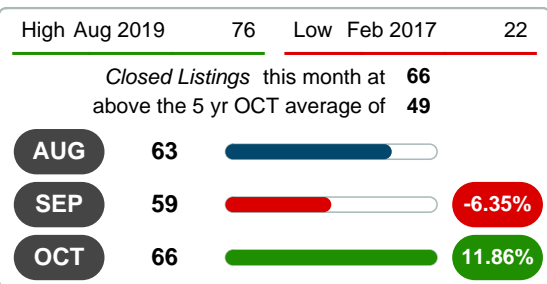 High Aug 2019 76 Low Feb 2017 22
Closed Listings this month at 66
above the 5 yr OCT average of 49
AUG 63
SEP 59 -6.35%
OCT 66 11.86%